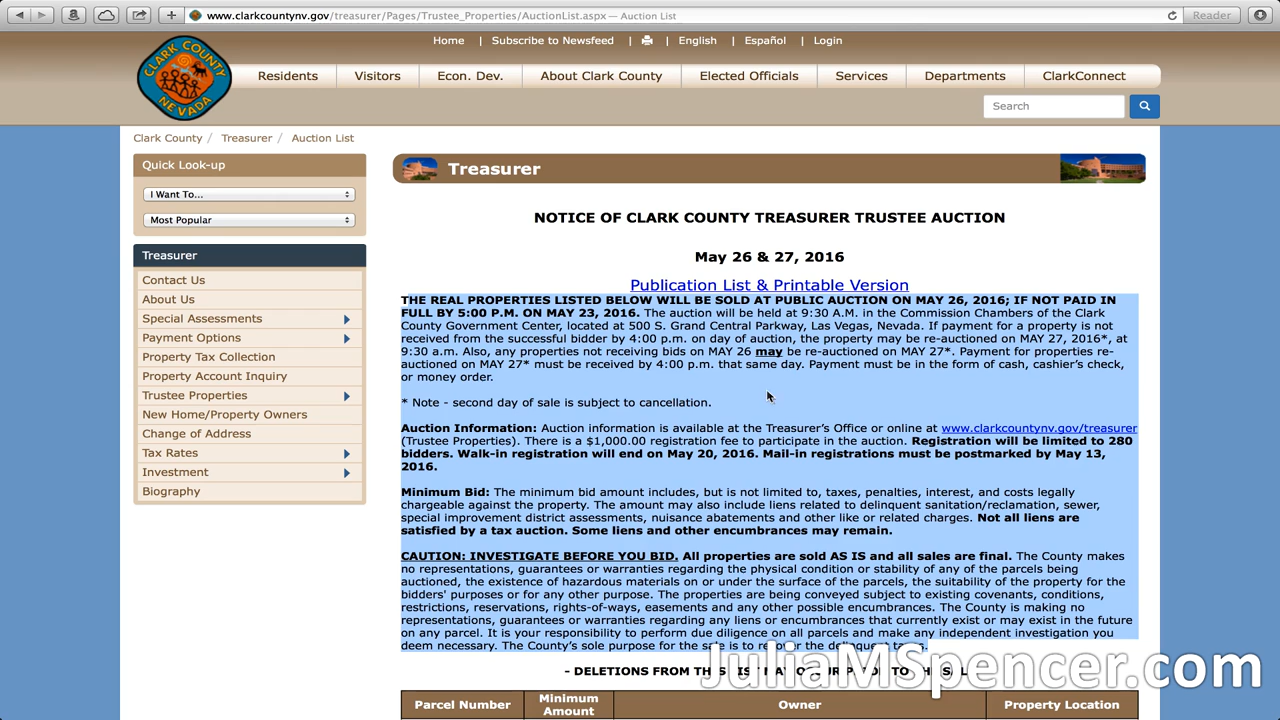 www.clarkcountynv.gov/treasurer/Pages/Trustee_Properties/AuctionList.aspx — Auction List
Reader
Home | Subscribe to Newsfeed | | English | Español | Login
CLARK COUNTY
NEVADA
Residents Visitors Econ. Dev. About Clark County Elected Officials Services Departments ClarkConnect
Search
Clark County / Treasurer / Auction List
Quick Look-up
I Want To...
Most Popular
Treasurer
Contact Us
About Us
Special Assessments
Payment Options
Property Tax Collection
Property Account Inquiry
Trustee Properties
New Home/Property Owners
Change of Address
Tax Rates
Investment
Biography
Treasurer
NOTICE OF CLARK COUNTY TREASURER TRUSTEE AUCTION
May 26 & 27, 2016
Publication List & Printable Version
THE REAL PROPERTIES LISTED BELOW WILL BE SOLD AT PUBLIC AUCTION ON MAY 26, 2016; IF NOT PAID IN
FULL BY 5:00 P.M. ON MAY 23, 2016. The auction will be held at 9:30 A.M. in the Commission Chambers of the Clark
County Government Center, located at 500 S. Grand Central Parkway, Las Vegas, Nevada. If payment for a property is not
received from the successful bidder by 4:00 p.m. on day of auction, the property may be re-auctioned on MAY 27, 2016*, at
9:30 a.m. Also, any properties not receiving bids on MAY 26 may be re-auctioned on MAY 27*. Payment for properties re-
auctioned on MAY 27* must be received by 4:00 p.m. that same day. Payment must be in the form of cash, cashier's check,
or money order.
* Note - second day of sale is subject to cancellation.
Auction Information: Auction information is available at the Treasurer's Office or online at www.clarkcountynv.gov/treasurer
(Trustee Properties). There is a $1,000.00 registration fee to participate in the auction. Registration will be limited to 280
bidders. Walk-in registration will end on May 20, 2016. Mail-in registrations must be postmarked by May 13,
2016.
Minimum Bid: The minimum bid amount includes, but is not limited to, taxes, penalties, interest, and costs legally
chargeable against the property. The amount may also include liens related to delinquent sanitation/reclamation, sewer,
special improvement district assessments, nuisance abatements and other like or related charges. Not all liens are
satisfied by a tax auction. Some liens and other encumbrances may remain.
CAUTION: INVESTIGATE BEFORE YOU BID. All properties are sold AS IS and all sales are final. The County makes
no representations, guarantees or warranties regarding the physical condition or stability of any of the parcels being
auctioned, the existence of hazardous materials on or under the surface of the parcels, the suitability of the property for the
bidders' purposes or for any other purpose. The properties are being conveyed subject to existing covenants, conditions,
restrictions, reservations, rights-of-ways, easements and any other possible encumbrances. The County is making no
representations, guarantees or warranties regarding any liens or encumbrances that currently exist or may exist in the future
on any parcel. It is your responsibility to perform due diligence on all parcels and make any independent investigation you
deem necessary. The County's sole purpose for the sale is to recover the delinquent taxes.
- DELETIONS FROM THIS LIST MAY OCCUR PRIOR TO THE SALE
JuliaMSpencer.com
Parcel Number Minimum Amount Owner Property Location